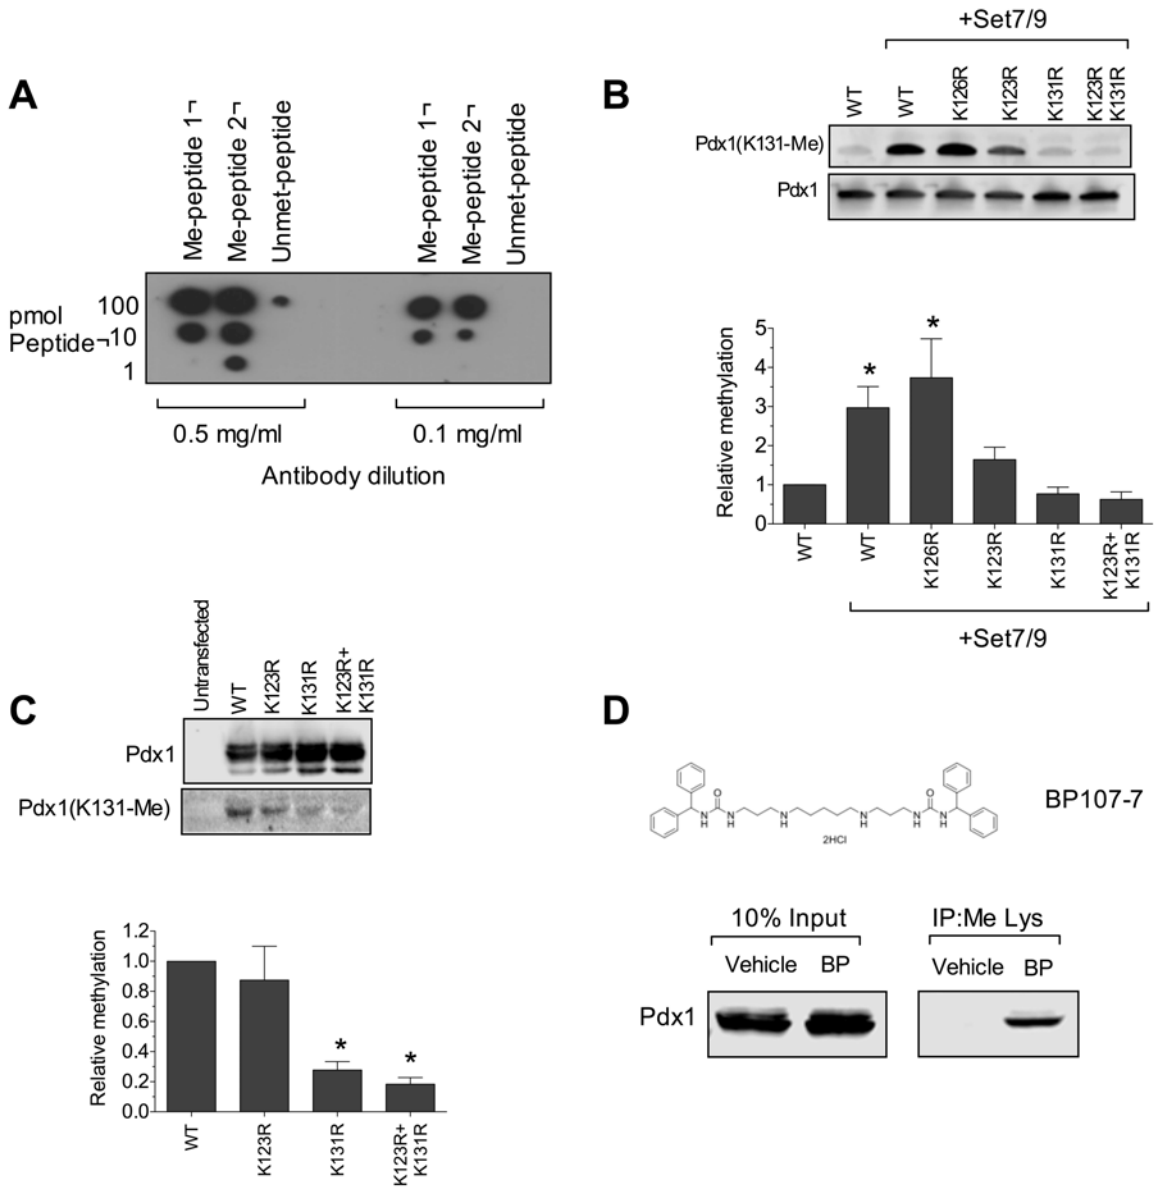 A
Me-peptide 1¬
Me-peptide 2¬
Unmet-peptide
Me-peptide 1¬
Me-peptide 2¬
Unmet-peptide
pmol
Peptide¬
100
10
1
0.5 mg/ml
0.1 mg/ml
Antibody dilution
B
+Set7/9
WT
WT
K126R
K123R
K131R
K123R
K131R
Pdx1(K131-Me)
Pdx1
Relative methylation
5
4
3
2
1
0
*
*
WT
WT
K126R
K123R
K131R
K123R+
K131R
+Set7/9
C
Untransfected
WT
K123R
K131R
K123R+
K131R
Pdx1
Pdx1(K131-Me)
Relative methylation
1.2
1.0
0.8
0.6
0.4
0.2
0.0
*
*
WT
K123R
K131R
K123R+
K131R
D
O
O
N
H
N
H
N
H
N
H
N
H
N
H
2HCl
BP107-7
10% Input
IP:Me Lys
Vehicle
BP
Vehicle
BP
Pdx1